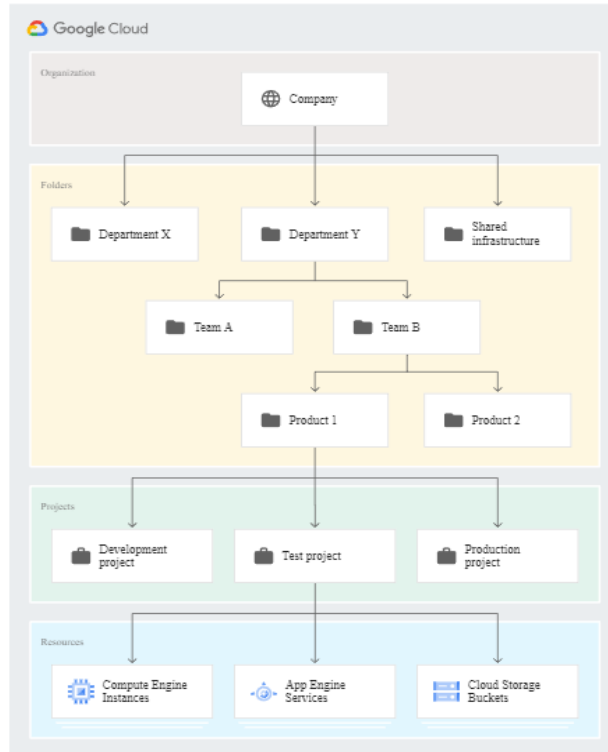 Google Cloud
Organization
Company
Folders
Department X
Department Y
Shared
infrastructure
Team A
Team B
Product 1
Product 2
Projects
Development
project
Test project
Production
project
Resources
Compute Engine
Instances
App Engine
Services
Cloud Storage
Buckets